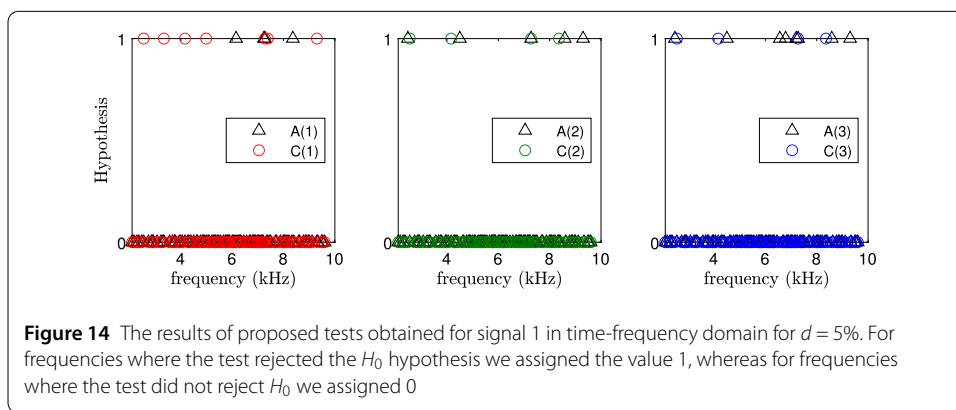 1
0
Hypothesis
A(1)
C(1)
4 6 8 10
frequency (kHz)
1
0
A(2)
C(2)
4 6 8 10
frequency (kHz)
1
0
A(3)
C(3)
4 6 8 10
frequency (kHz)
Figure 14 The results of proposed tests obtained for signal 1 in time-frequency domain for d = 5%. For
frequencies where the test rejected the H0 hypothesis we assigned the value 1, whereas for frequencies
where the test did not reject H0 we assigned 0